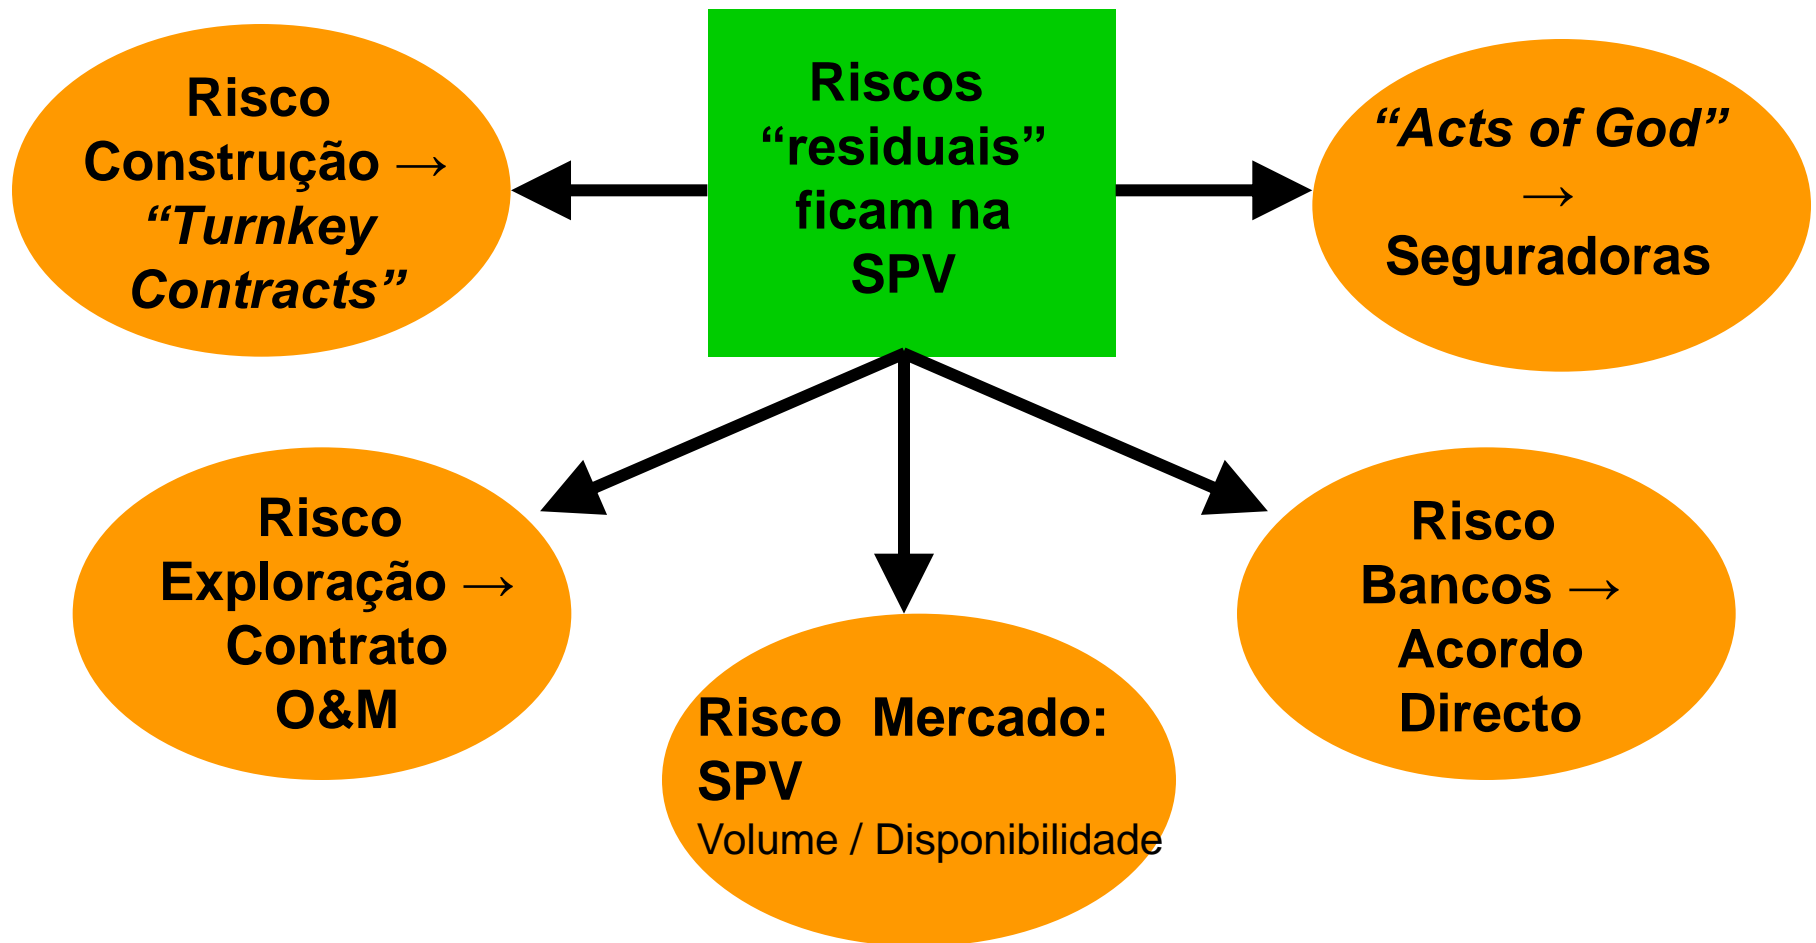 Risco
Construção →
“Turnkey
Contracts”
Riscos
“residuais”
ficam na
SPV
“Acts of God”
→
Seguradoras
Risco
Exploração →
Contrato
O&M
Risco Mercado:
SPV
Volume / Disponibilidade
Risco
Bancos →
Acordo
Directo